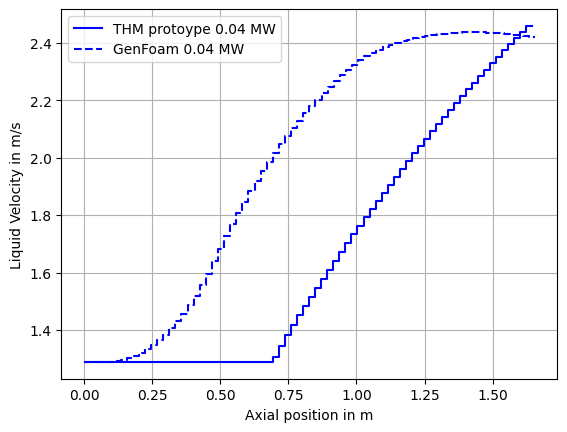 THM protoype 0.04 MW
GenFoam 0.04 MW
Liquid Velocity in m/s
2.4
2.2
2.0
1.8
1.6
1.4
0.00 0.25 0.50 0.75 1.00 1.25 1.50
Axial position in m